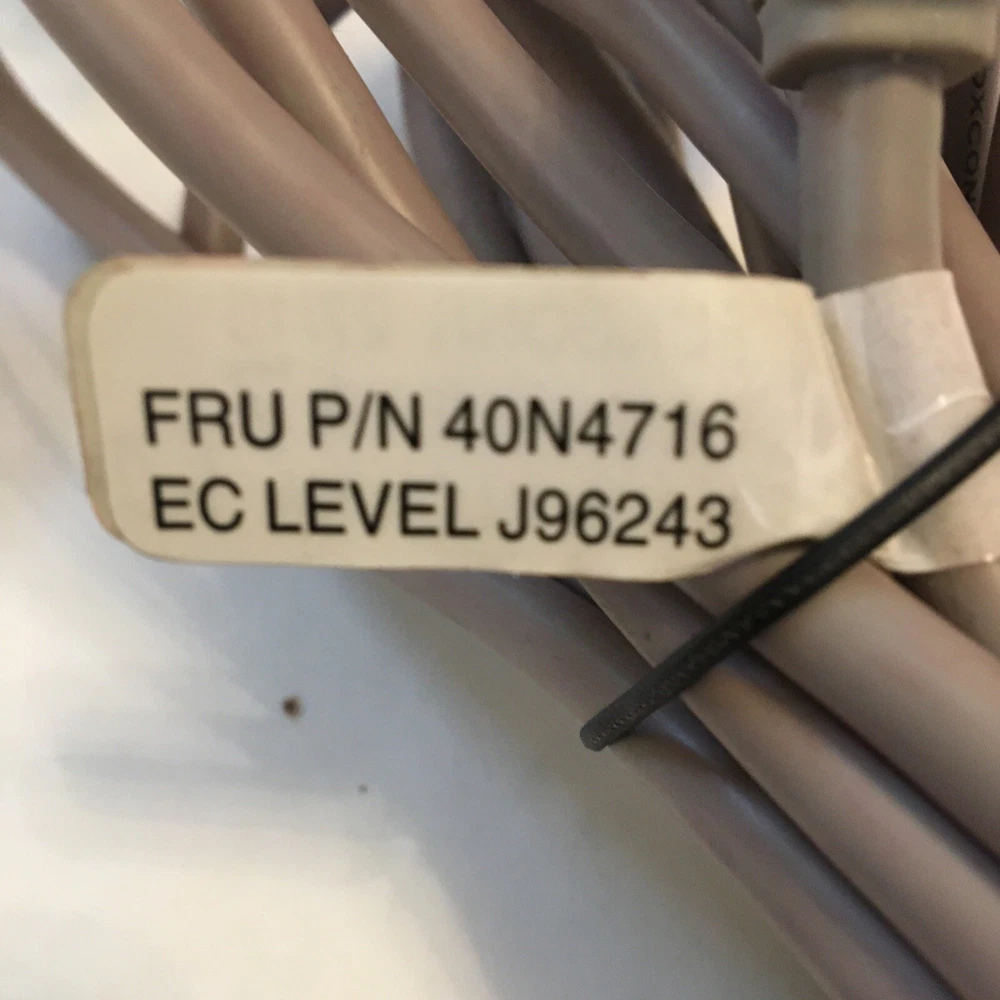 FRU P/N 40N4716
EC LEVEL J96243